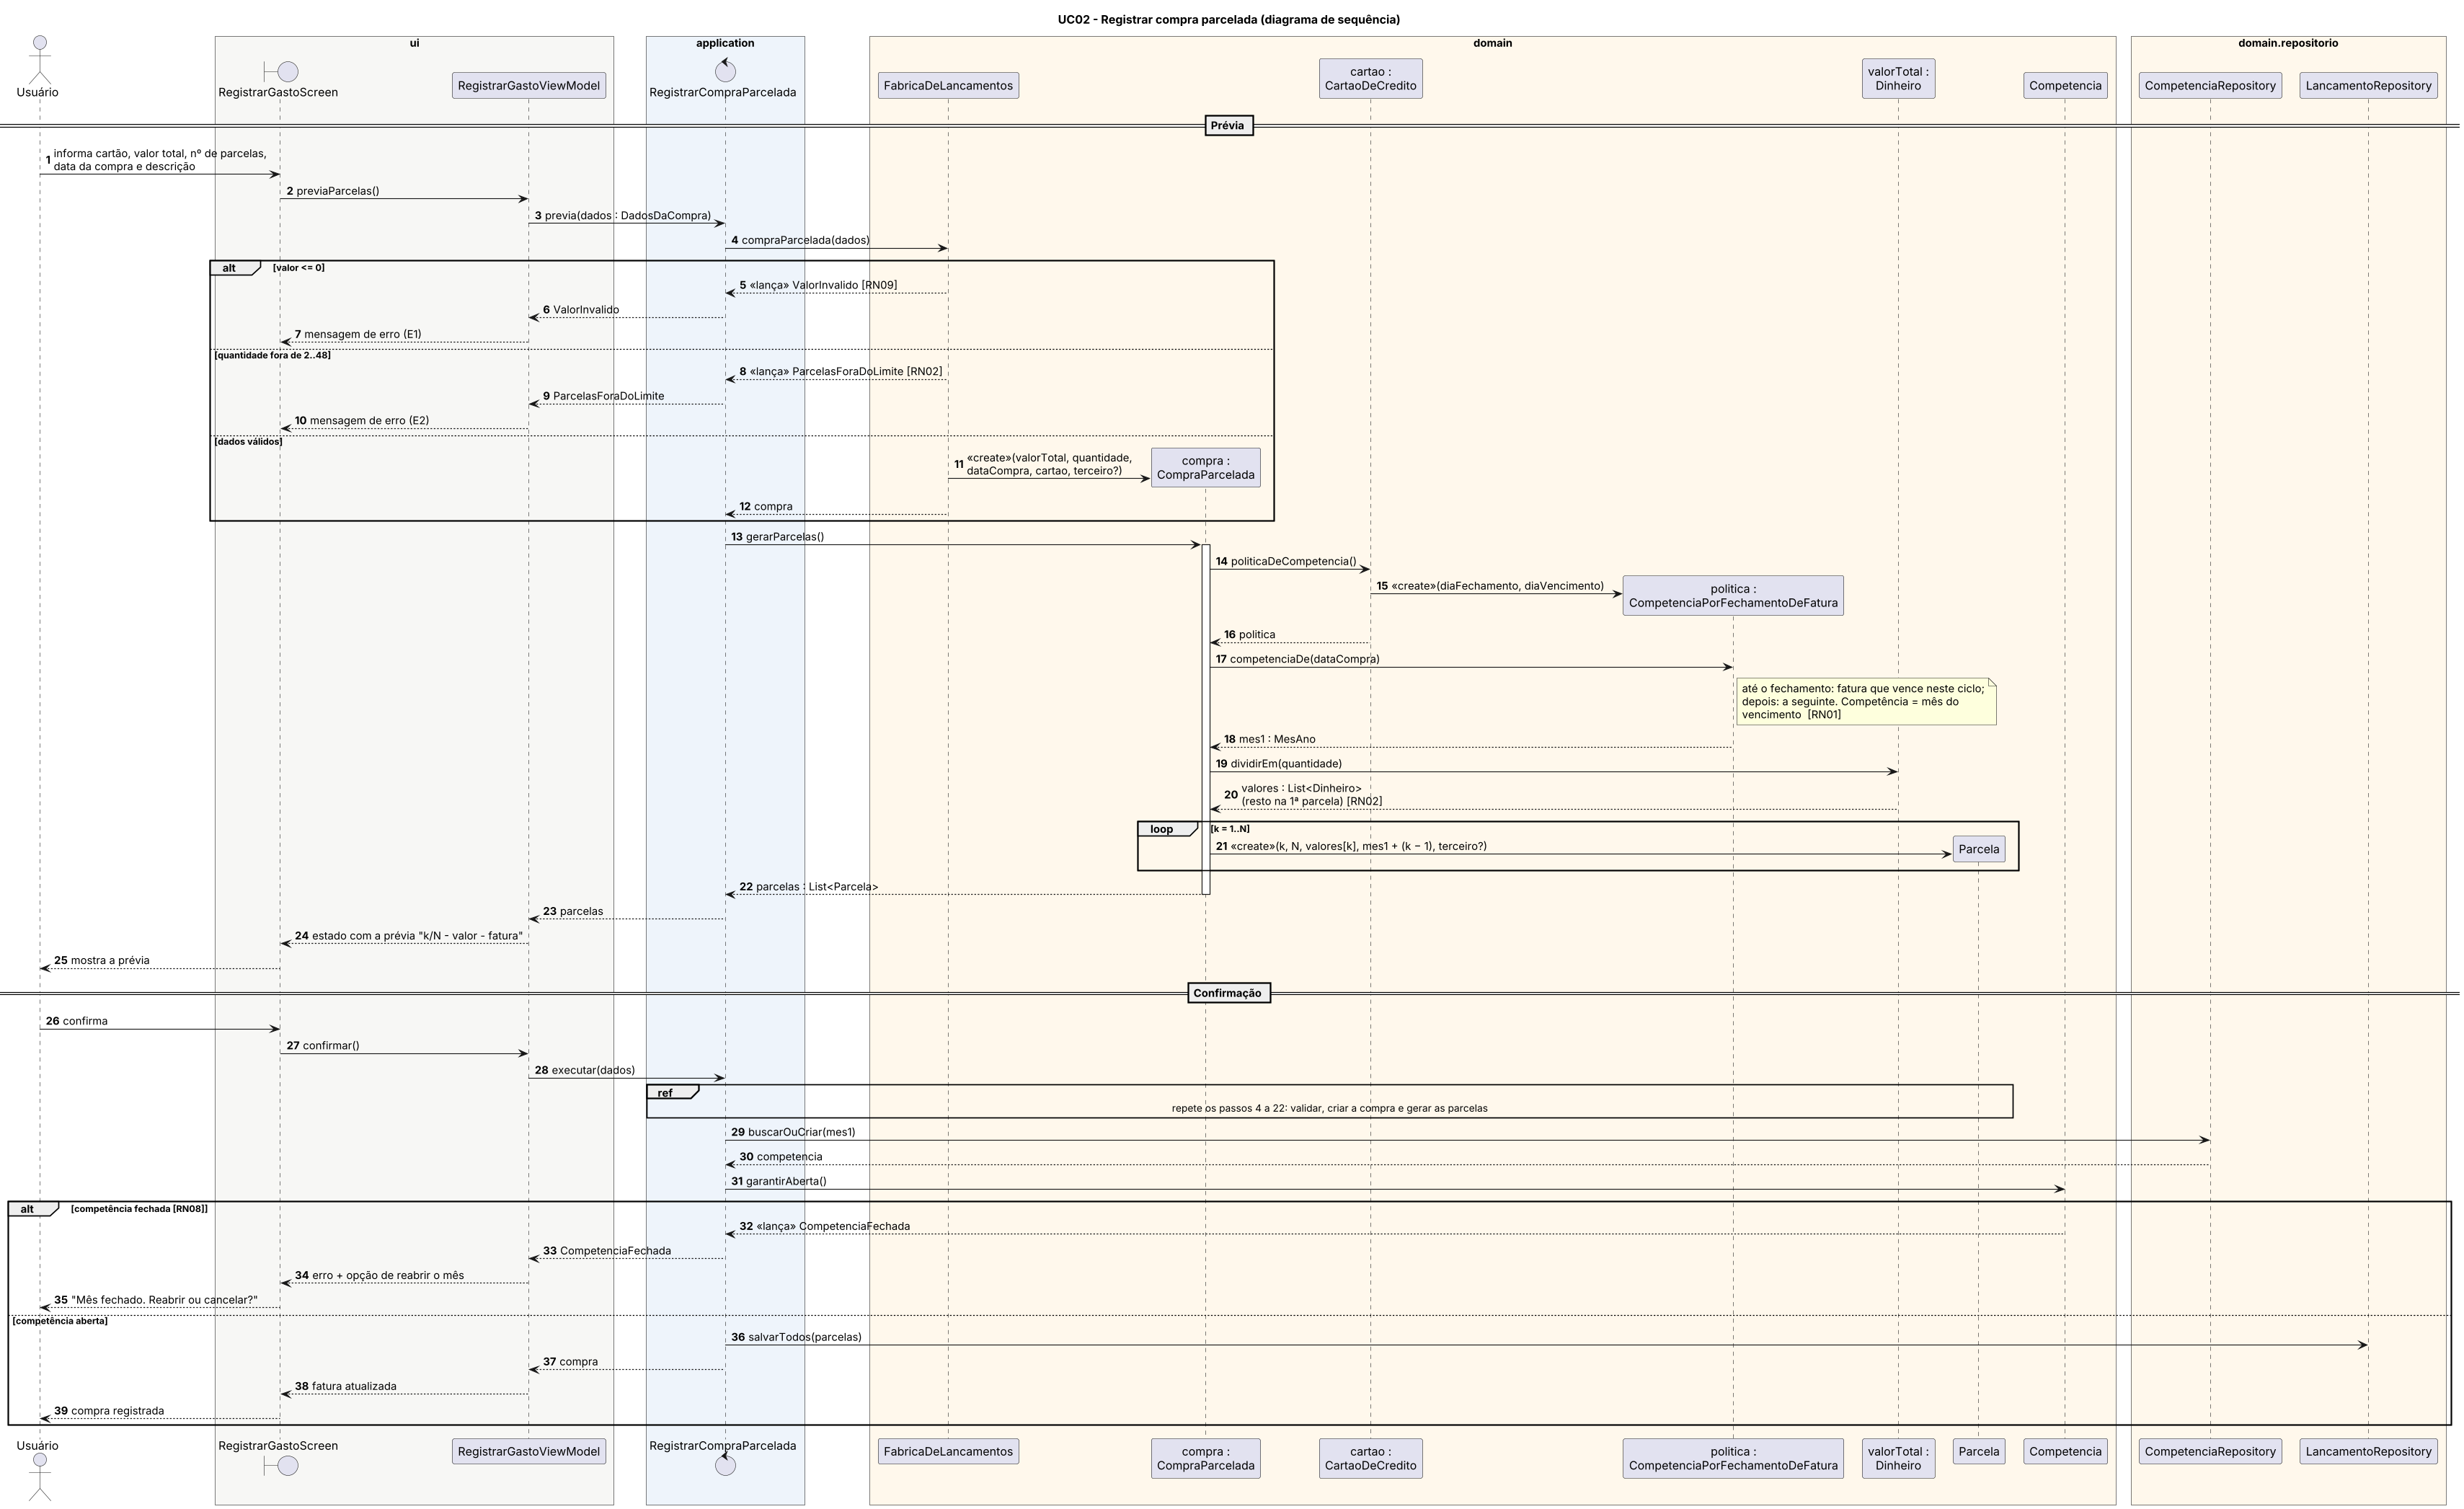 UC02 - Registrar compra parcelada (diagrama de sequência)
ui
application
domain
domain.repositorio
Usuário
RegistrarGastoScreen
RegistrarGastoViewModel
RegistrarCompraParcelada
FabricaDeLancamentos
cartao :
CartaoDeCredito
valorTotal :
Dinheiro
Competencia
CompetenciaRepository
LancamentoRepository
Prévia
1 informa cartão, valor total, nº de parcelas,
data da compra e descrição
2 previaParcelas()
3 previa(dados : DadosDaCompra)
4 compraParcelada(dados)
alt [valor <= 0]
5 «lança» ValorInvalido [RN09]
6 ValorInvalido
7 mensagem de erro (E1)
[quantidade fora de 2..48]
8 «lança» ParcelasForaDoLimite [RN02]
9 ParcelasForaDoLimite
10 mensagem de erro (E2)
[dados válidos]
11 «create»(valorTotal, quantidade,
dataCompra, cartao, terceiro?)
compra :
CompraParcelada
12 compra
13 gerarParcelas()
14 politicaDeCompetencia()
15 «create»(diaFechamento, diaVencimento)
politica :
CompetenciaPorFechamentoDeFatura
16 politica
17 competenciaDe(dataCompra)
até o fechamento: fatura que vence neste ciclo;
depois: a seguinte. Competência = mês do
vencimento [RN01]
18 mes1 : MesAno
19 dividirEm(quantidade)
20 valores : List<Dinheiro>
(resto na 1ª parcela) [RN02]
loop [k = 1..N]
21 «create»(k, N, valores[k], mes1 + (k − 1), terceiro?)
Parcela
22 parcelas : List<Parcela>
23 parcelas
24 estado com a prévia "k/N - valor - fatura"
25 mostra a prévia
Confirmação
26 confirma
27 confirmar()
28 executar(dados)
ref
repete os passos 4 a 22: validar, criar a compra e gerar as parcelas
29 buscarOuCriar(mes1)
30 competencia
31 garantirAberta()
alt [competência fechada [RN08]]
32 «lança» CompetenciaFechada
33 CompetenciaFechada
34 erro + opção de reabrir o mês
35 "Mês fechado. Reabrir ou cancelar?"
[competência aberta]
36 salvarTodos(parcelas)
37 compra
38 fatura atualizada
39 compra registrada
Usuário
RegistrarGastoScreen
RegistrarGastoViewModel
RegistrarCompraParcelada
FabricaDeLancamentos
compra :
CompraParcelada
cartao :
CartaoDeCredito
politica :
CompetenciaPorFechamentoDeFatura
valorTotal :
Dinheiro
Parcela
Competencia
CompetenciaRepository
LancamentoRepository